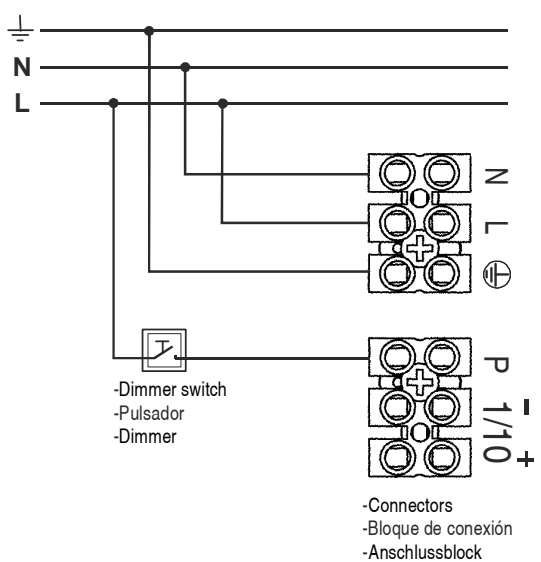 N
L
N
L
P
1/10
-
+
-Dimmer switch
-Pulsador
-Dimmer
-Connectors
-Bloque de conexión
-Anschlussblock